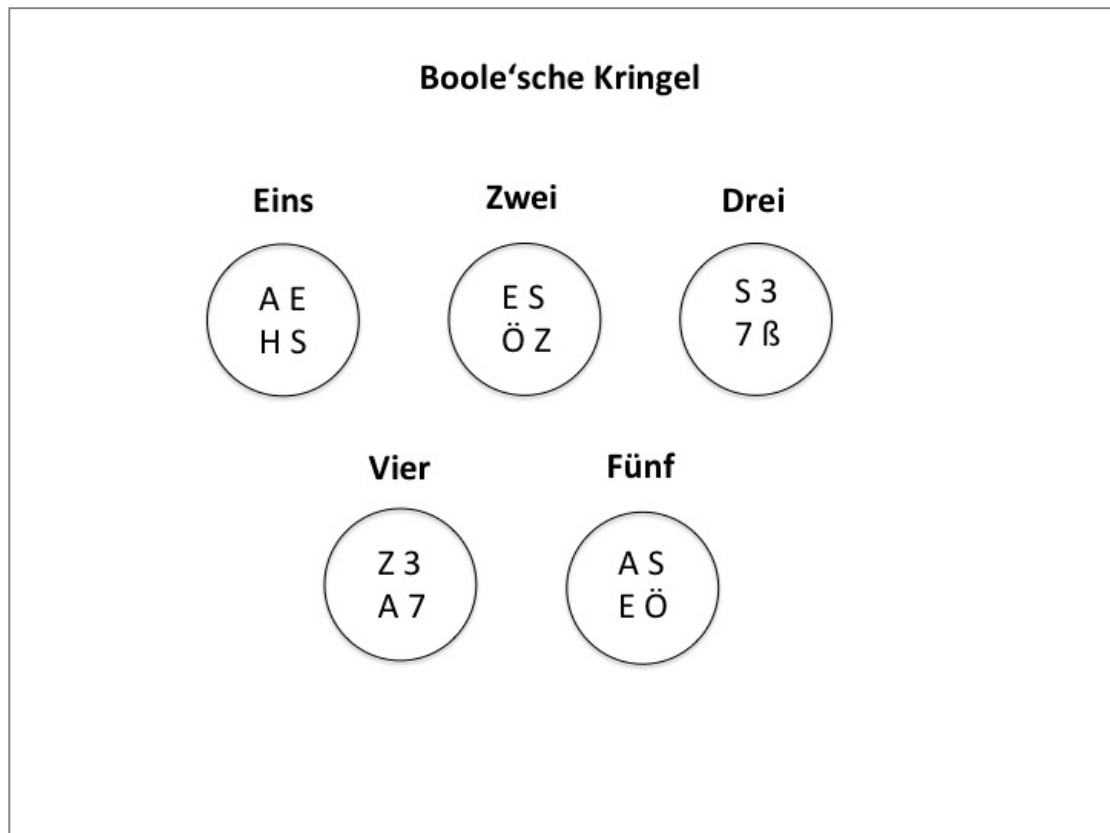 Boole‘sche Kringel
Eins
Zwei
Drei
A E
H S
E S
Ö Z
S 3
7 ß
Vier
Fünf
Z 3
A 7
A S
E Ö